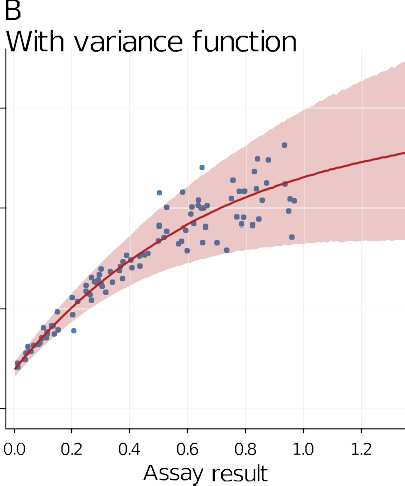 B
With variance function
0.0 0.2 0.4 0.6 0.8 1.0 1.2
Assay result